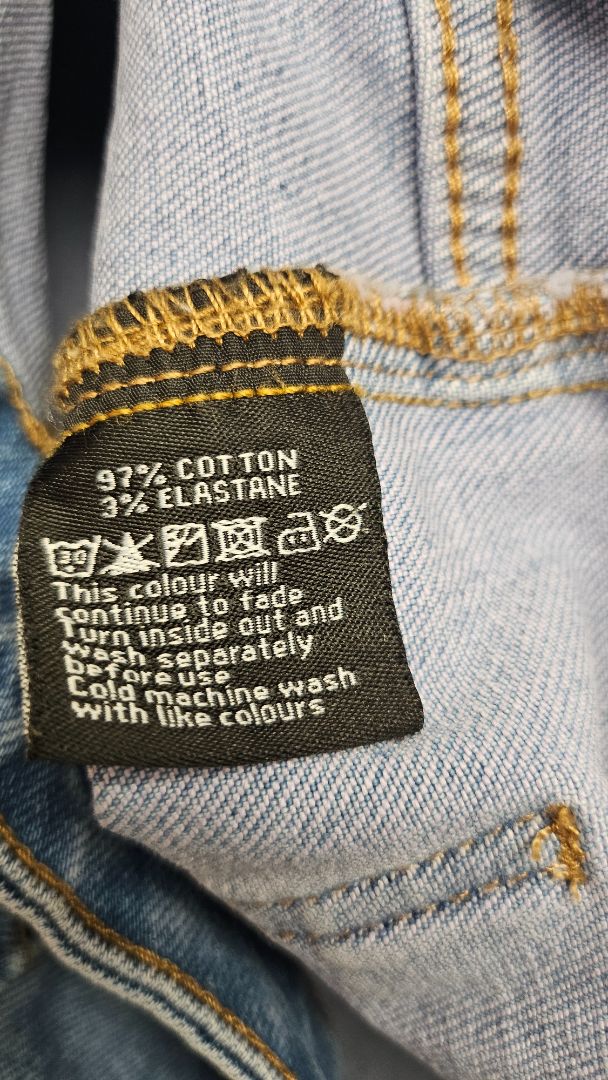 97% COTTON
3% ELASTANE
30
This colour will
continue to fade
Turn inside out and
wash separately
before use
Cold machine wash
with like colours